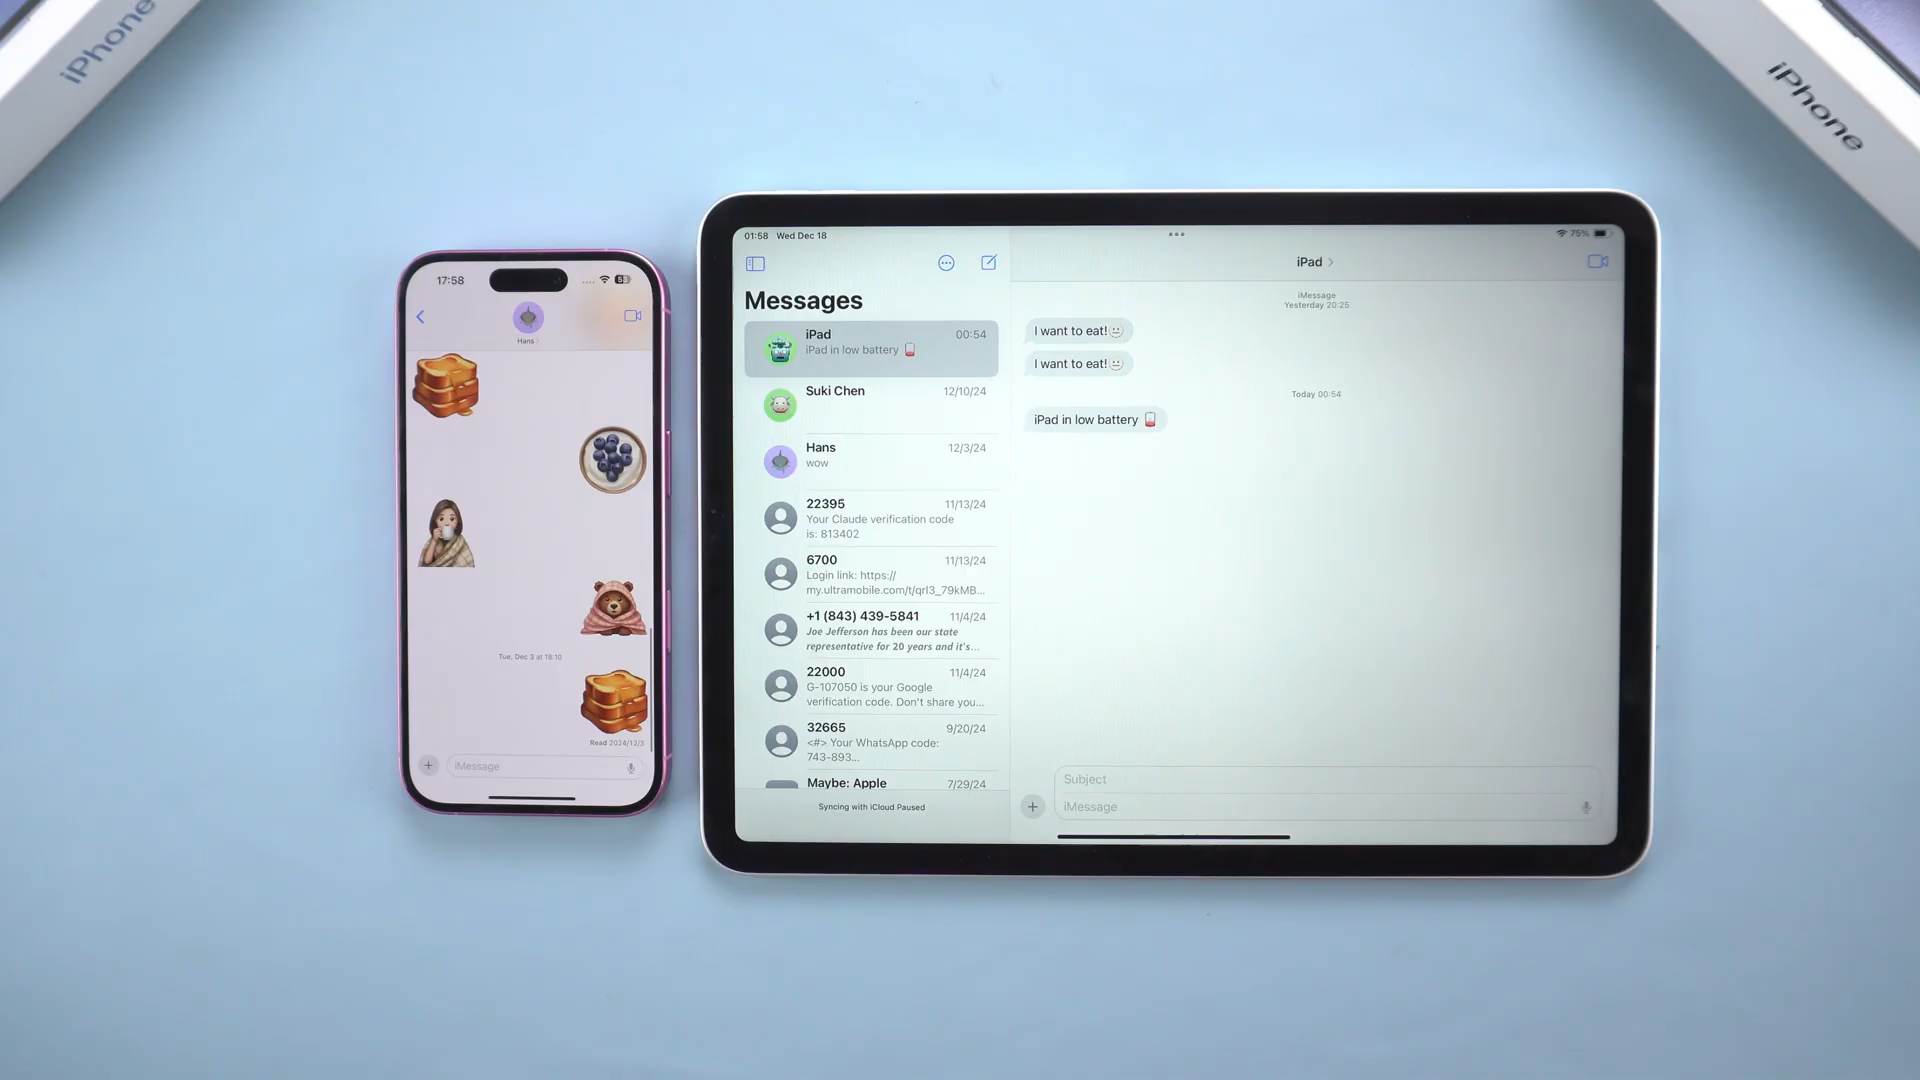 iPhone
iPhone
17:58
Hans
Tue, Dec 3 at 18:10
Read 2024/12/3
iMessage
01:58 Wed Dec 18
75%
Messages
iPad 00:54
iPad in low battery
Suki Chen 12/10/24
Hans 12/3/24
wow
22395 11/13/24
Your Claude verification code
is: 813402
6700 11/13/24
Login link: https://
my.ultramobile.com/t/qrl3_79kMB...
+1 (843) 439-5841 11/4/24
Joe Jefferson has been our state
representative for 20 years and it's...
22000 11/4/24
G-107050 is your Google
verification code. Don't share you...
32665 9/20/24
<#> Your WhatsApp code:
743-893...
Maybe: Apple 7/29/24
Syncing with iCloud Paused
iPad
iMessage
Yesterday 20:25
I want to eat!
I want to eat!
Today 00:54
iPad in low battery
Subject
iMessage